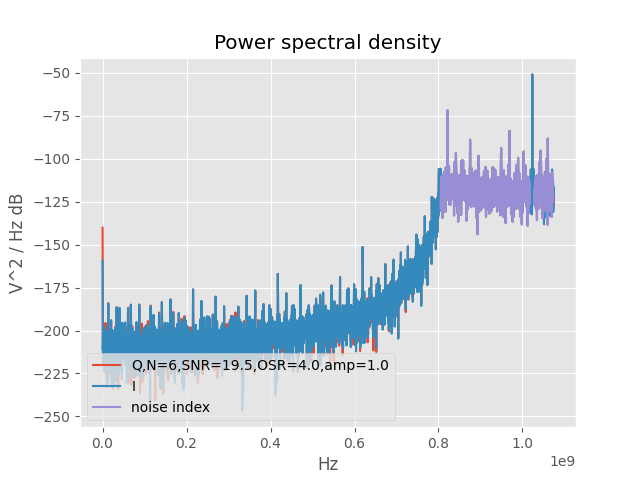 Power spectral density
−50
−75
−100
−125
−150
−175
−200
−225
−250
V^2 / Hz dB
Q,N=6,SNR=19.5,OSR=4.0,amp=1.0
I
noise index
0.0
0.2
0.4
0.6
0.8
1.0
1e9
Hz